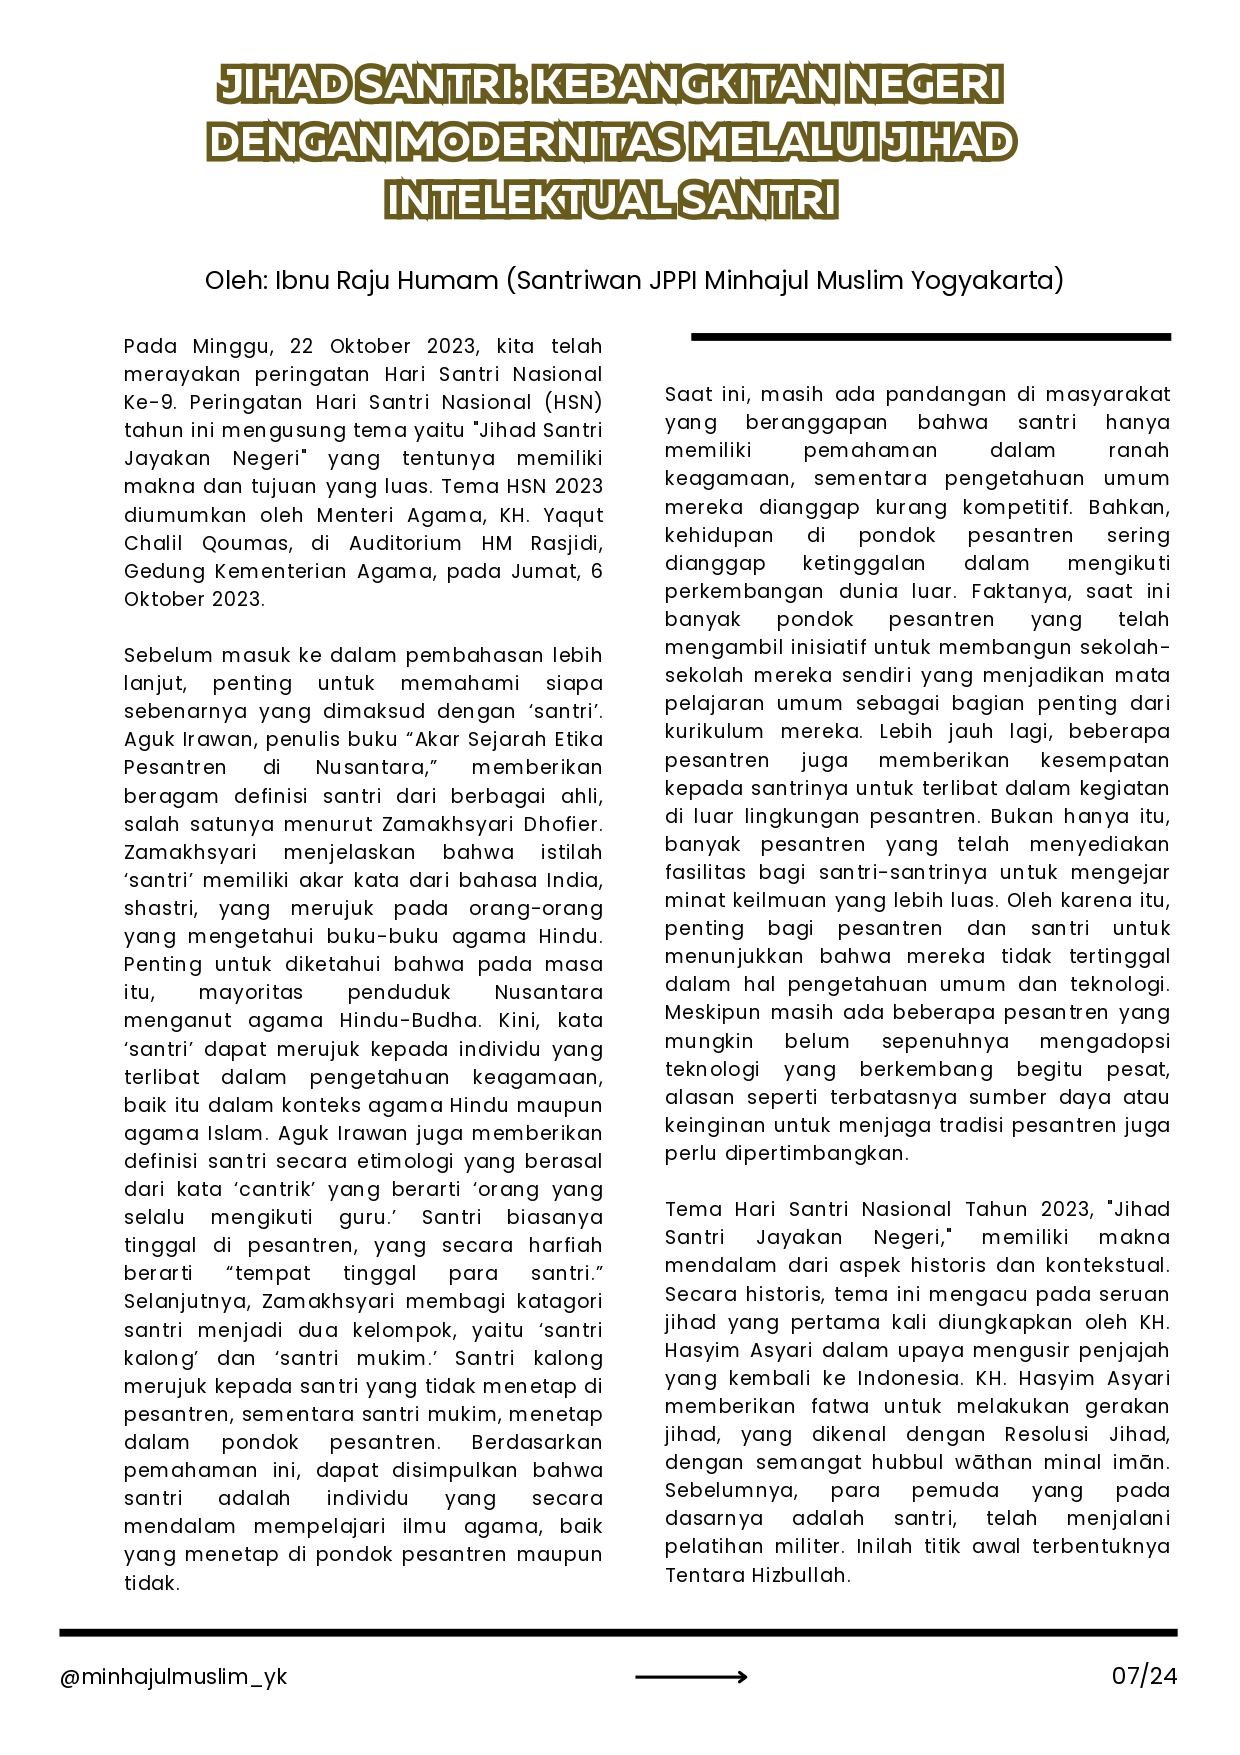 JIHAD SANTRI: KEBANGKITAN NEGERI
DENGAN MODERNITAS MELALUI JIHAD
INTELEKTUAL SANTRI
Oleh: Ibnu Raju Humam (Santriwan JPPI Minhajul Muslim Yogyakarta)
Pada Minggu, 22 Oktober 2023, kita telah
merayakan peringatan Hari Santri Nasional
Ke-9. Peringatan Hari Santri Nasional (HSN)
tahun ini mengusung tema yaitu "Jihad Santri
Jayakan Negeri" yang tentunya memiliki
makna dan tujuan yang luas. Tema HSN 2023
diumumkan oleh Menteri Agama, KH. Yaqut
Chalil Qoumas, di Auditorium HM Rasjidi,
Gedung Kementerian Agama, pada Jumat, 6
Oktober 2023.
Sebelum masuk ke dalam pembahasan lebih
lanjut, penting untuk memahami siapa
sebenarnya yang dimaksud dengan ‘santri’.
Aguk Irawan, penulis buku “Akar Sejarah Etika
Pesantren di Nusantara,” memberikan
beragam definisi santri dari berbagai ahli,
salah satunya menurut Zamakhsyari Dhofier.
Zamakhsyari menjelaskan bahwa istilah
‘santri’ memiliki akar kata dari bahasa India,
shastri, yang merujuk pada orang-orang
yang mengetahui buku-buku agama Hindu.
Penting untuk diketahui bahwa pada masa
itu, mayoritas penduduk Nusantara
menganut agama Hindu-Budha. Kini, kata
‘santri’ dapat merujuk kepada individu yang
terlibat dalam pengetahuan keagamaan,
baik itu dalam konteks agama Hindu maupun
agama Islam. Aguk Irawan juga memberikan
definisi santri secara etimologi yang berasal
dari kata ‘cantrik’ yang berarti ‘orang yang
selalu mengikuti guru.’ Santri biasanya
tinggal di pesantren, yang secara harfiah
berarti “tempat tinggal para santri.”
Selanjutnya, Zamakhsyari membagi katagori
santri menjadi dua kelompok, yaitu ‘santri
kalong’ dan ‘santri mukim.’ Santri kalong
merujuk kepada santri yang tidak menetap di
pesantren, sementara santri mukim, menetap
dalam pondok pesantren. Berdasarkan
pemahaman ini, dapat disimpulkan bahwa
santri adalah individu yang secara
mendalam mempelajari ilmu agama, baik
yang menetap di pondok pesantren maupun
tidak.
Saat ini, masih ada pandangan di masyarakat
yang beranggapan bahwa santri hanya
memiliki pemahaman dalam ranah
keagamaan, sementara pengetahuan umum
mereka dianggap kurang kompetitif. Bahkan,
kehidupan di pondok pesantren sering
dianggap ketinggalan dalam mengikuti
perkembangan dunia luar. Faktanya, saat ini
banyak pondok pesantren yang telah
mengambil inisiatif untuk membangun sekolah-
sekolah mereka sendiri yang menjadikan mata
pelajaran umum sebagai bagian penting dari
kurikulum mereka. Lebih jauh lagi, beberapa
pesantren juga memberikan kesempatan
kepada santrinya untuk terlibat dalam kegiatan
di luar lingkungan pesantren. Bukan hanya itu,
banyak pesantren yang telah menyediakan
fasilitas bagi santri-santrinya untuk mengejar
minat keilmuan yang lebih luas. Oleh karena itu,
penting bagi pesantren dan santri untuk
menunjukkan bahwa mereka tidak tertinggal
dalam hal pengetahuan umum dan teknologi.
Meskipun masih ada beberapa pesantren yang
mungkin belum sepenuhnya mengadopsi
teknologi yang berkembang begitu pesat,
alasan seperti terbatasnya sumber daya atau
keinginan untuk menjaga tradisi pesantren juga
perlu dipertimbangkan.
Tema Hari Santri Nasional Tahun 2023, "Jihad
Santri Jayakan Negeri," memiliki makna
mendalam dari aspek historis dan kontekstual.
Secara historis, tema ini mengacu pada seruan
jihad yang pertama kali diungkapkan oleh KH.
Hasyim Asyari dalam upaya mengusir penjajah
yang kembali ke Indonesia. KH. Hasyim Asyari
memberikan fatwa untuk melakukan gerakan
jihad, yang dikenal dengan Resolusi Jihad,
dengan semangat hubbul wāthan minal imān.
Sebelumnya, para pemuda yang pada
dasarnya adalah santri, telah menjalani
pelatihan militer. Inilah titik awal terbentuknya
Tentara Hizbullah.
@minhajulmuslim_yk
07/24